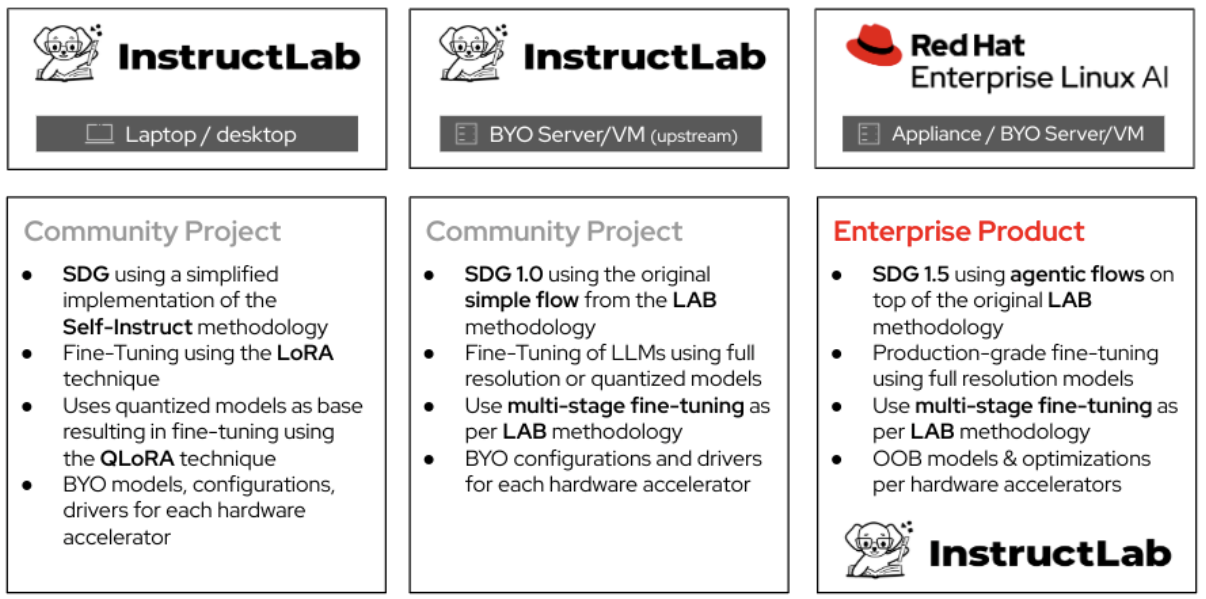 InstructLab
Laptop / desktop
InstructLab
BYO Server/VM (upstream)
Red Hat
Enterprise Linux AI
Appliance / BYO Server/VM
Community Project
● SDG using a simplified
implementation of the
Self-Instruct methodology
● Fine-Tuning using the LoRA
technique
● Uses quantized models as base
resulting in fine-tuning using
the QLoRA technique
● BYO models, configurations,
drivers for each hardware
accelerator
Community Project
● SDG 1.0 using the original
simple flow from the LAB
methodology
● Fine-Tuning of LLMs using full
resolution or quantized models
● Use multi-stage fine-tuning as
per LAB methodology
● BYO configurations and drivers
for each hardware accelerator
Enterprise Product
● SDG 1.5 using agentic flows on
top of the original LAB
methodology
● Production-grade fine-tuning
using full resolution models
● Use multi-stage fine-tuning as
per LAB methodology
● OOB models & optimizations
per hardware accelerators
InstructLab